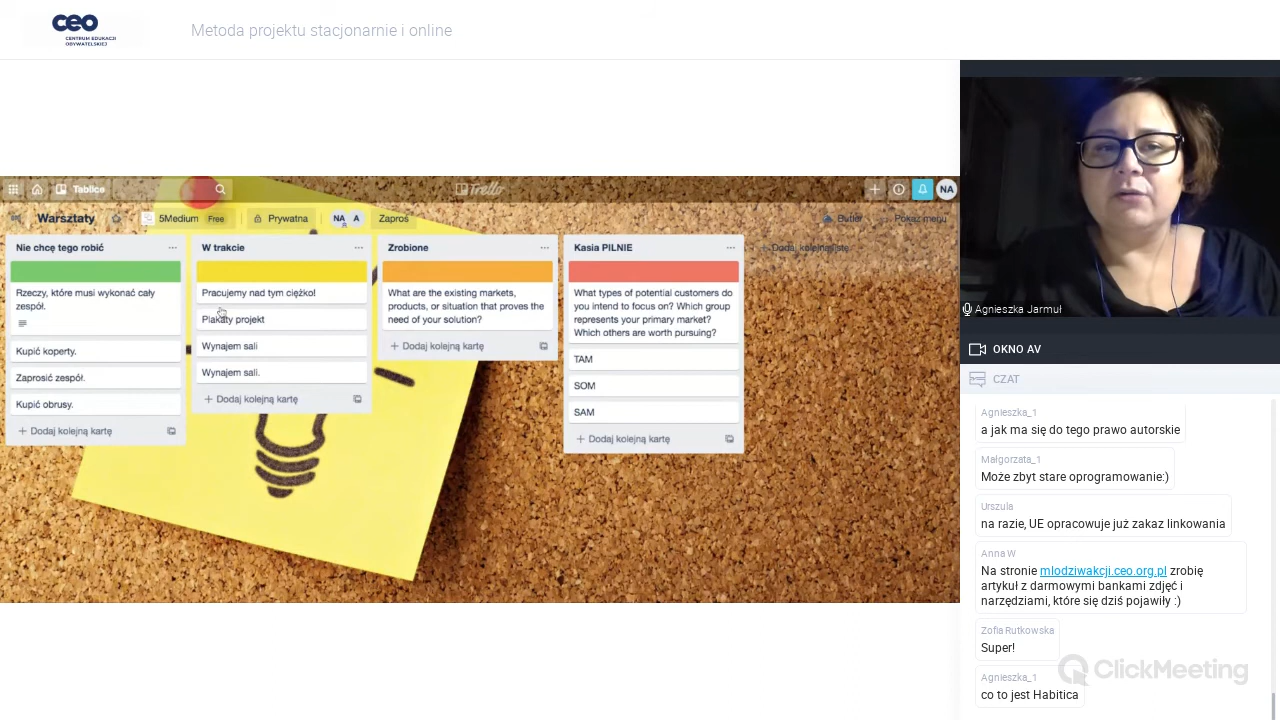 ceo
CENTRUM EDUKACJI
OBYWATELSKIEJ
Metoda projektu stacjonarnie i online
Tablice
Trello
NA
Warsztaty
5Medium Free
Prywatna
NA A
Zaproś
Butler
Pokaż menu
Nie chcę tego robić ...
Rzeczy, które musi wykonać cały
zespół.
Kupić koperty.
Zaprosić zespół.
Kupić obrusy.
+ Dodaj kolejną kartę
W trakcie ...
Pracujemy nad tym ciężko!
Plakaty projekt
Wynajem sali
Wynajem sali.
+ Dodaj kolejną kartę
Zrobione ...
What are the existing markets,
products, or situation that proves the
need of your solution?
+ Dodaj kolejną kartę
Kasia PILNIE ...
What types of potential customers do
you intend to focus on? Which group
represents your primary market?
Which others are worth pursuing?
TAM
SOM
SAM
+ Dodaj kolejną kartę
+ Dodaj kolejną listę
Agnieszka Jarmuł
OKNO AV
CZAT
Agnieszka_1
a jak ma się do tego prawo autorskie
Małgorzata_1
Może zbyt stare oprogramowanie:)
Urszula
na razie, UE opracowuje już zakaz linkowania
Anna W
Na stronie mlodziwakcji.ceo.org.pl zrobię
artykuł z darmowymi bankami zdjęć i
narzędziami, które się dziś pojawiły :)
Zofia Rutkowska
Super!
Agnieszka_1
co to jest Habitica
ClickMeeting